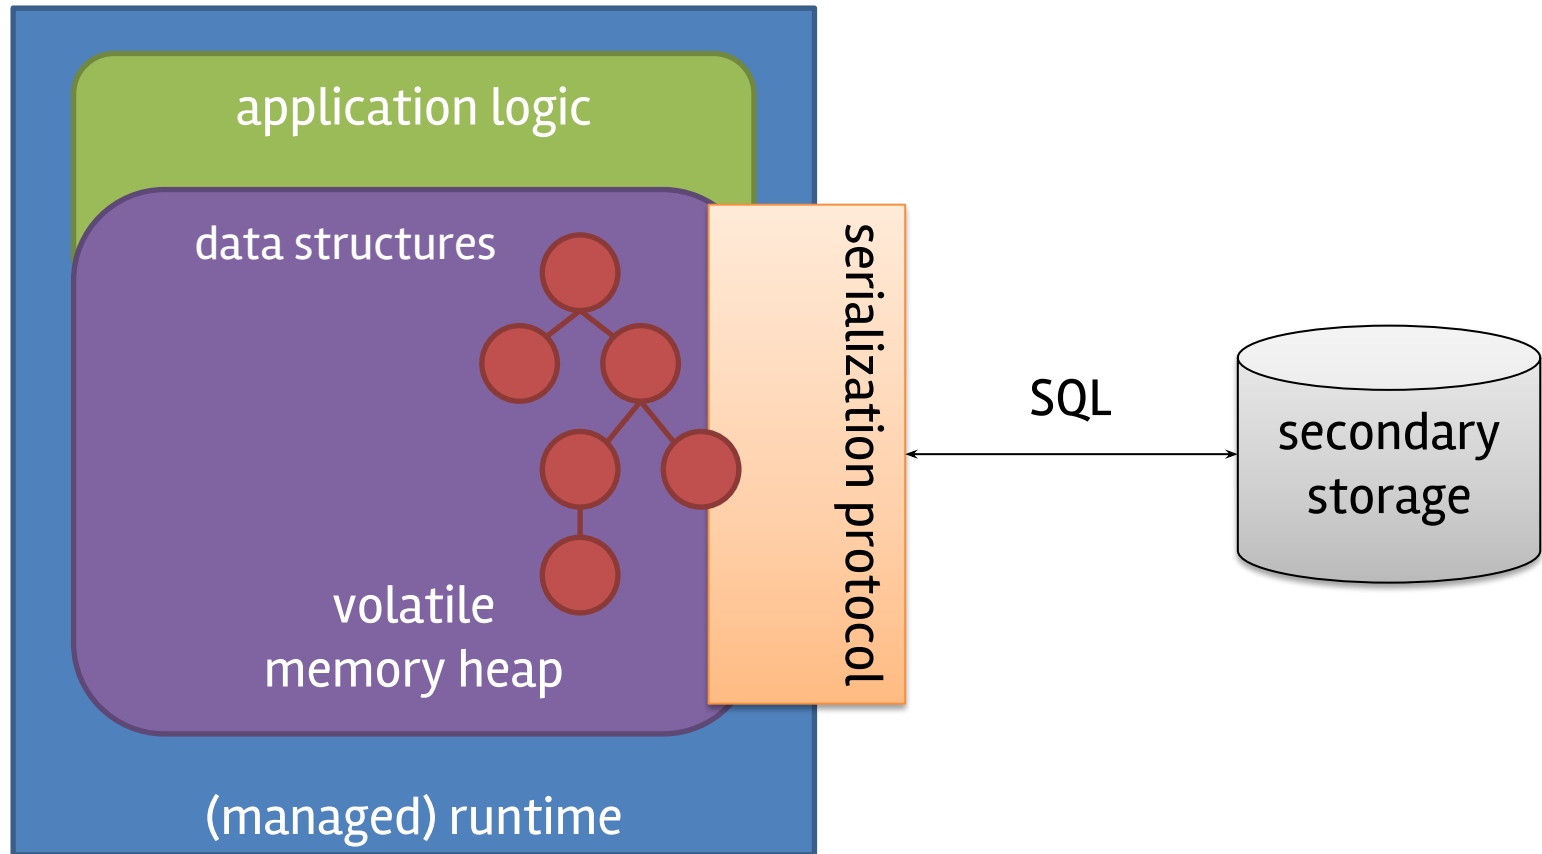 application logic
data structures
serialization protocol
SQL
secondary
storage
volatile
memory heap
(managed) runtime